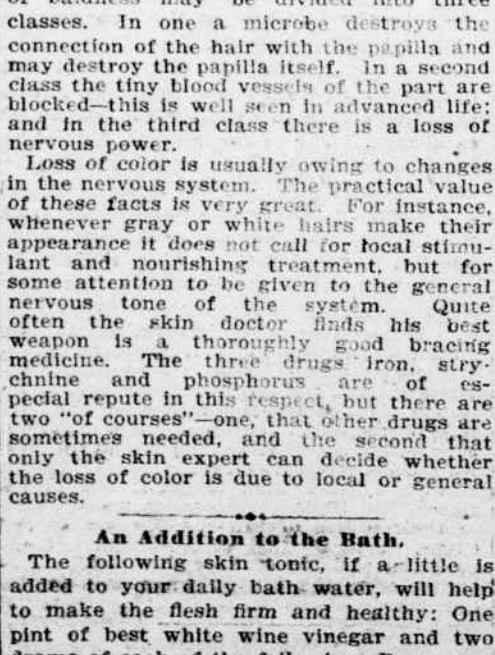 of baldness may be divided into three
classes. In one a microbe destroys the
connection of the hair with the papilla and
may destroy the papilla itself. In a second
class the tiny blood vessels of the part are
blocked—this is well seen in advanced life;
and in the third class there is a loss of
nervous power.
Loss of color is usually owing to changes
in the nervous system. The practical value
of these facts is very great. For instance,
whenever gray or white hairs make their
appearance it does not call for local stimu-
lant and nourishing treatment, but for
some attention to be given to the general
nervous tone of the system. Quite
often the skin doctor finds his best
weapon is a thoroughly good bracing
medicine. The three drugs iron, stry-
chnine and phosphorus are of es-
pecial repute in this respect, but there are
two "of courses"—one, that other drugs are
sometimes needed, and the second that
only the skin expert can decide whether
the loss of color is due to local or general
causes.
An Addition to the Bath.
The following skin tonic, if a little is
added to your daily bath water, will help
to make the flesh firm and healthy: One
pint of best white wine vinegar and two